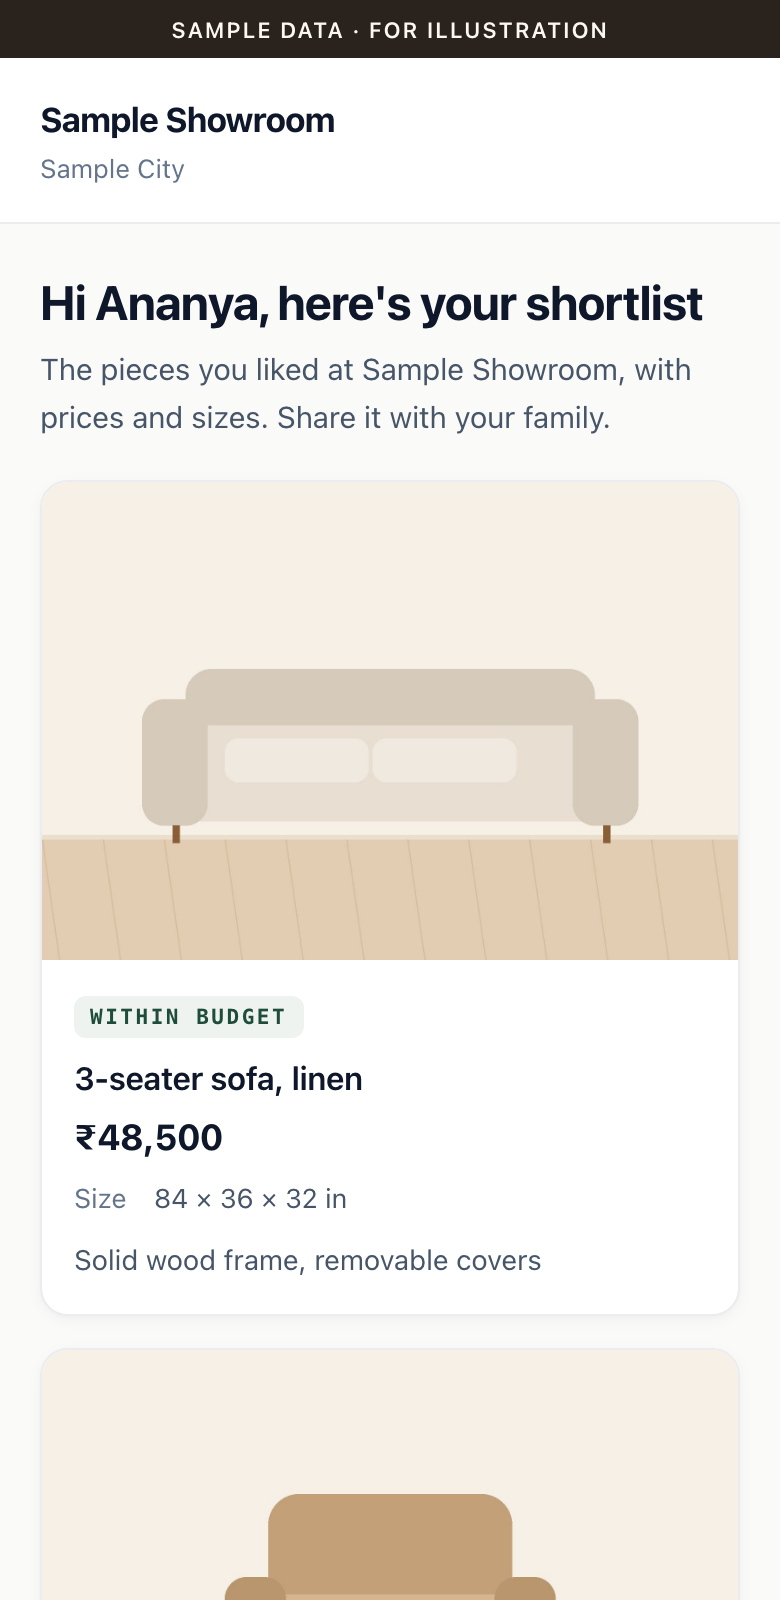 SAMPLE DATA · FOR ILLUSTRATION
Sample Showroom
Sample City
Hi Ananya, here's your shortlist
The pieces you liked at Sample Showroom, with
prices and sizes. Share it with your family.
WITHIN BUDGET
3-seater sofa, linen
₹48,500
Size 84 × 36 × 32 in
Solid wood frame, removable covers